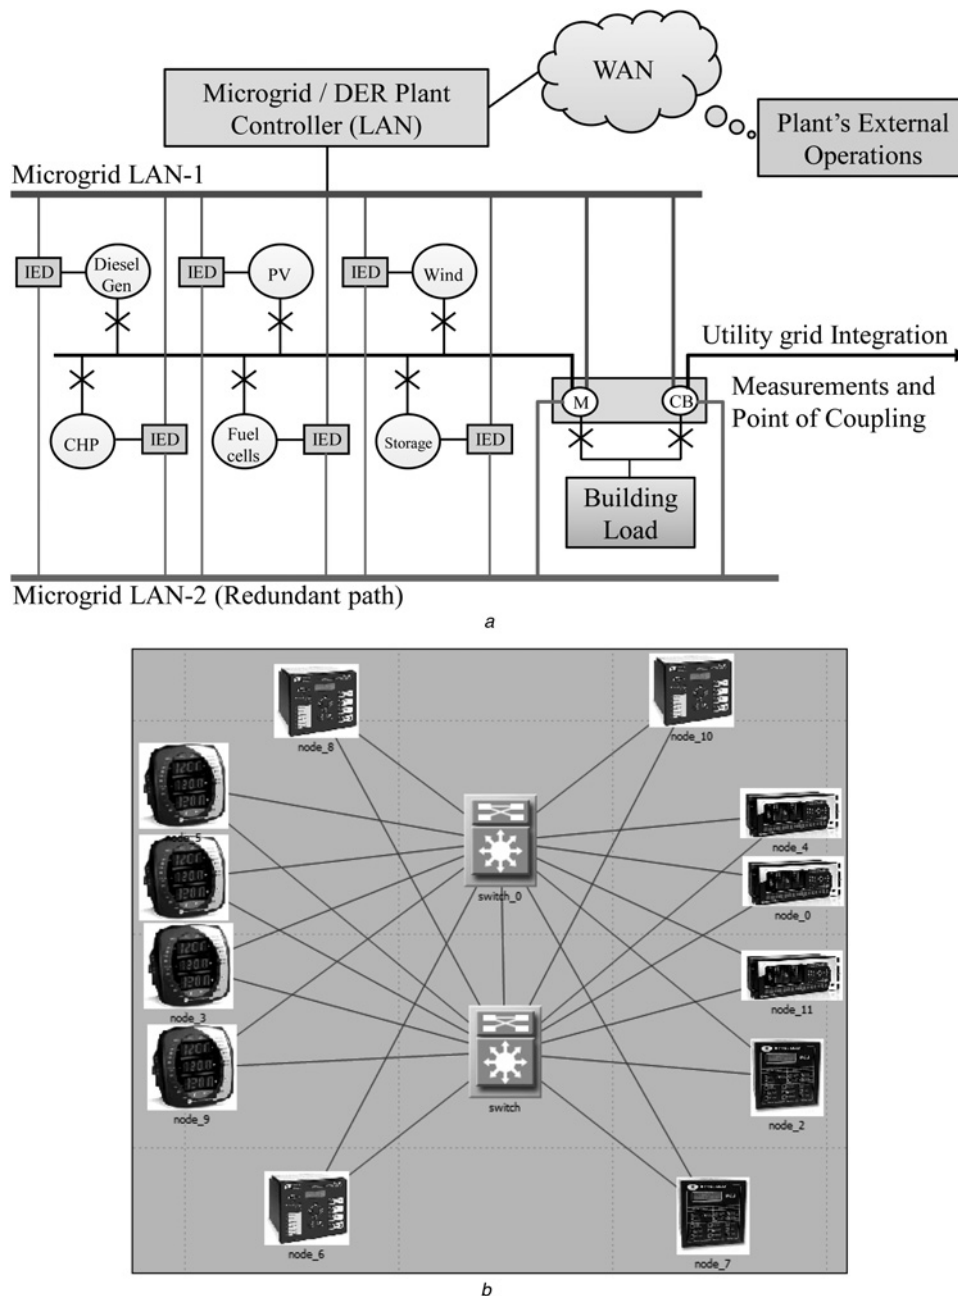 WAN
Microgrid / DER Plant
Controller (LAN)
Plant's External
Operations
Microgrid LAN-1
IED
Diesel
Gen
IED
PV
IED
Wind
Utility grid Integration
Measurements and
Point of Coupling
M
CB
CHP
IED
Fuel
cells
IED
Storage
IED
Building
Load
Microgrid LAN-2 (Redundant path)
a
node_8
node_10
node_5
node_4
switch_0
node_0
node_3
node_11
switch
node_9
node_2
node_6
node_7
b